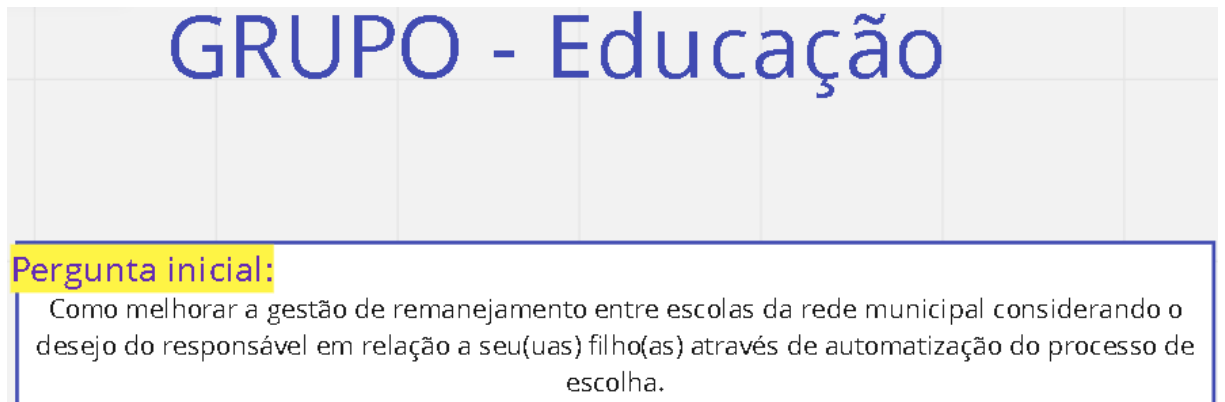 GRUPO - Educação
Pergunta inicial:
Como melhorar a gestão de remanejamento entre escolas da rede municipal considerando o
desejo do responsável em relação a seu(uas) filho(as) através de automatização do processo de
escolha.